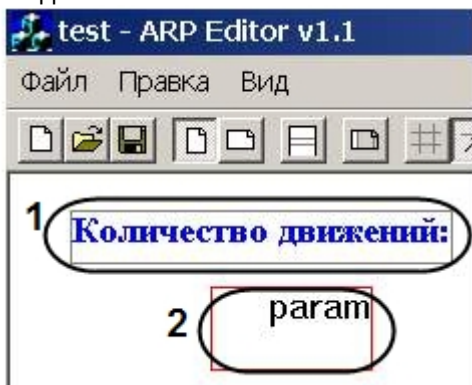 test - ARP Editor v1.1
Файл Правка Вид
1 Количество движений:
2 param